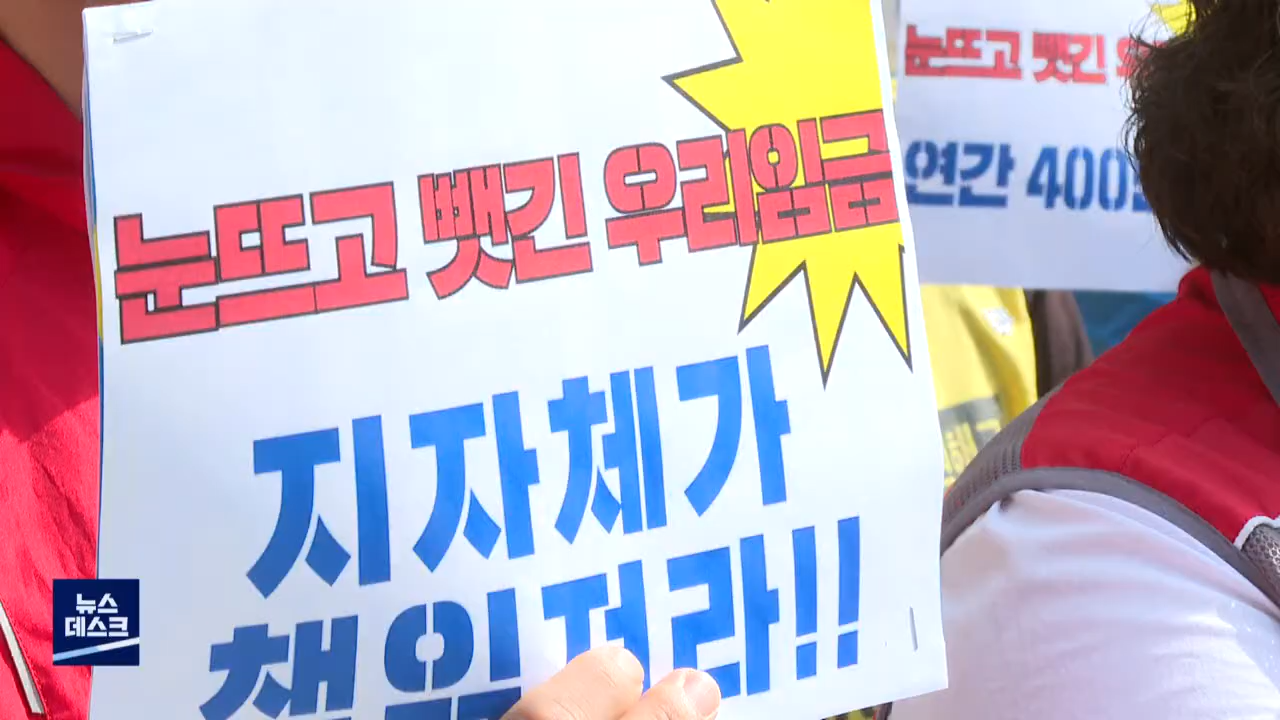 눈뜨고 뺏긴 우리임금
지자체가
책임져라!!
눈뜨고 뺏긴
연간 400
뉴스
데스크